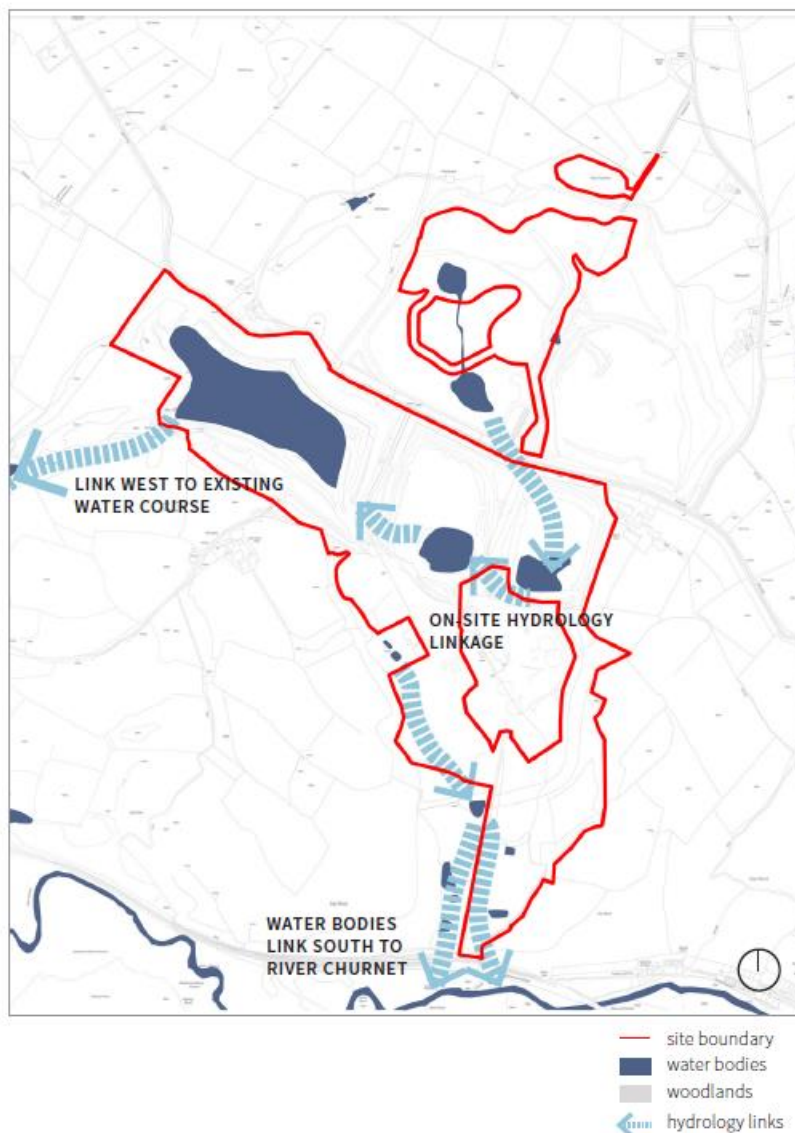 LINK WEST TO EXISTING
WATER COURSE
ON-SITE HYDROLOGY
LINKAGE
WATER BODIES
LINK SOUTH TO
RIVER CHURNET
site boundary
water bodies
woodlands
hydrology links